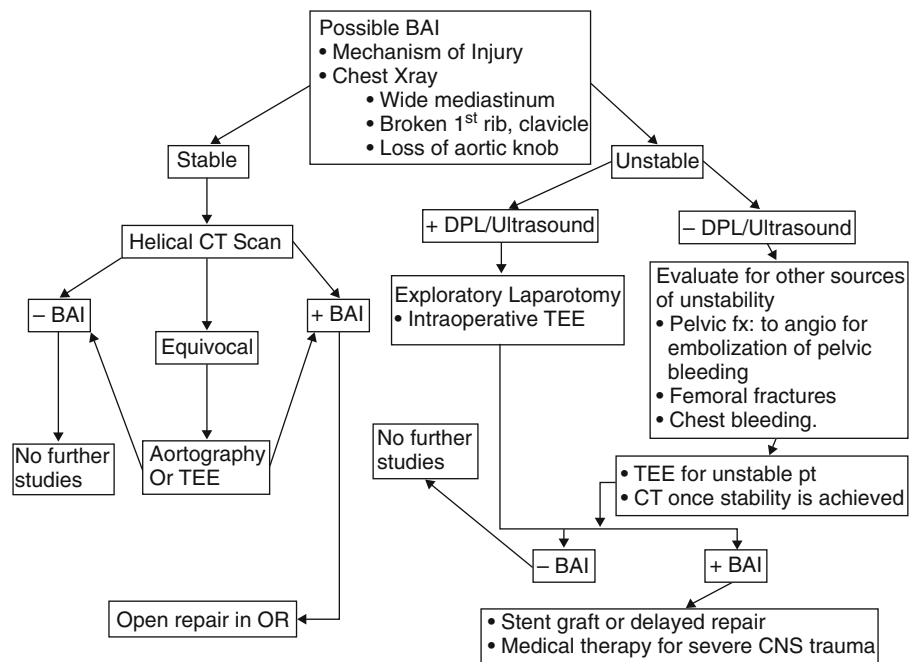 Possible BAI
• Mechanism of Injury
• Chest Xray
• Wide mediastinum
• Broken 1st rib, clavicle
• Loss of aortic knob
Stable
Unstable
Helical CT Scan
+ DPL/Ultrasound
– DPL/Ultrasound
– BAI
Equivocal
+ BAI
Exploratory Laparotomy
• Intraoperative TEE
Evaluate for other sources
of unstability
• Pelvic fx: to angio for
embolization of pelvic
bleeding
• Femoral fractures
• Chest bleeding.
No further
studies
Aortography
Or TEE
No further
studies
• TEE for unstable pt
• CT once stability is achieved
– BAI
+ BAI
Open repair in OR
• Stent graft or delayed repair
• Medical therapy for severe CNS trauma